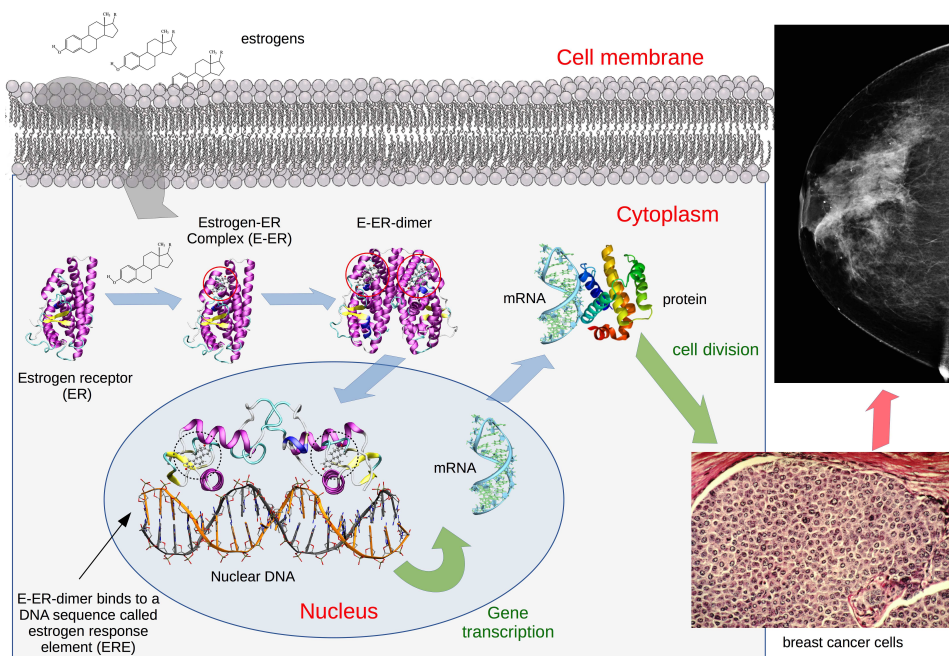 estrogens
Cell membrane
Estrogen-ER
Complex (E-ER)
E-ER-dimer
Cytoplasm
mRNA
protein
Estrogen receptor
(ER)
cell division
mRNA
Nuclear DNA
E-ER-dimer binds to a
DNA sequence called
estrogen response
element (ERE)
Nucleus
Gene
transcription
breast cancer cells